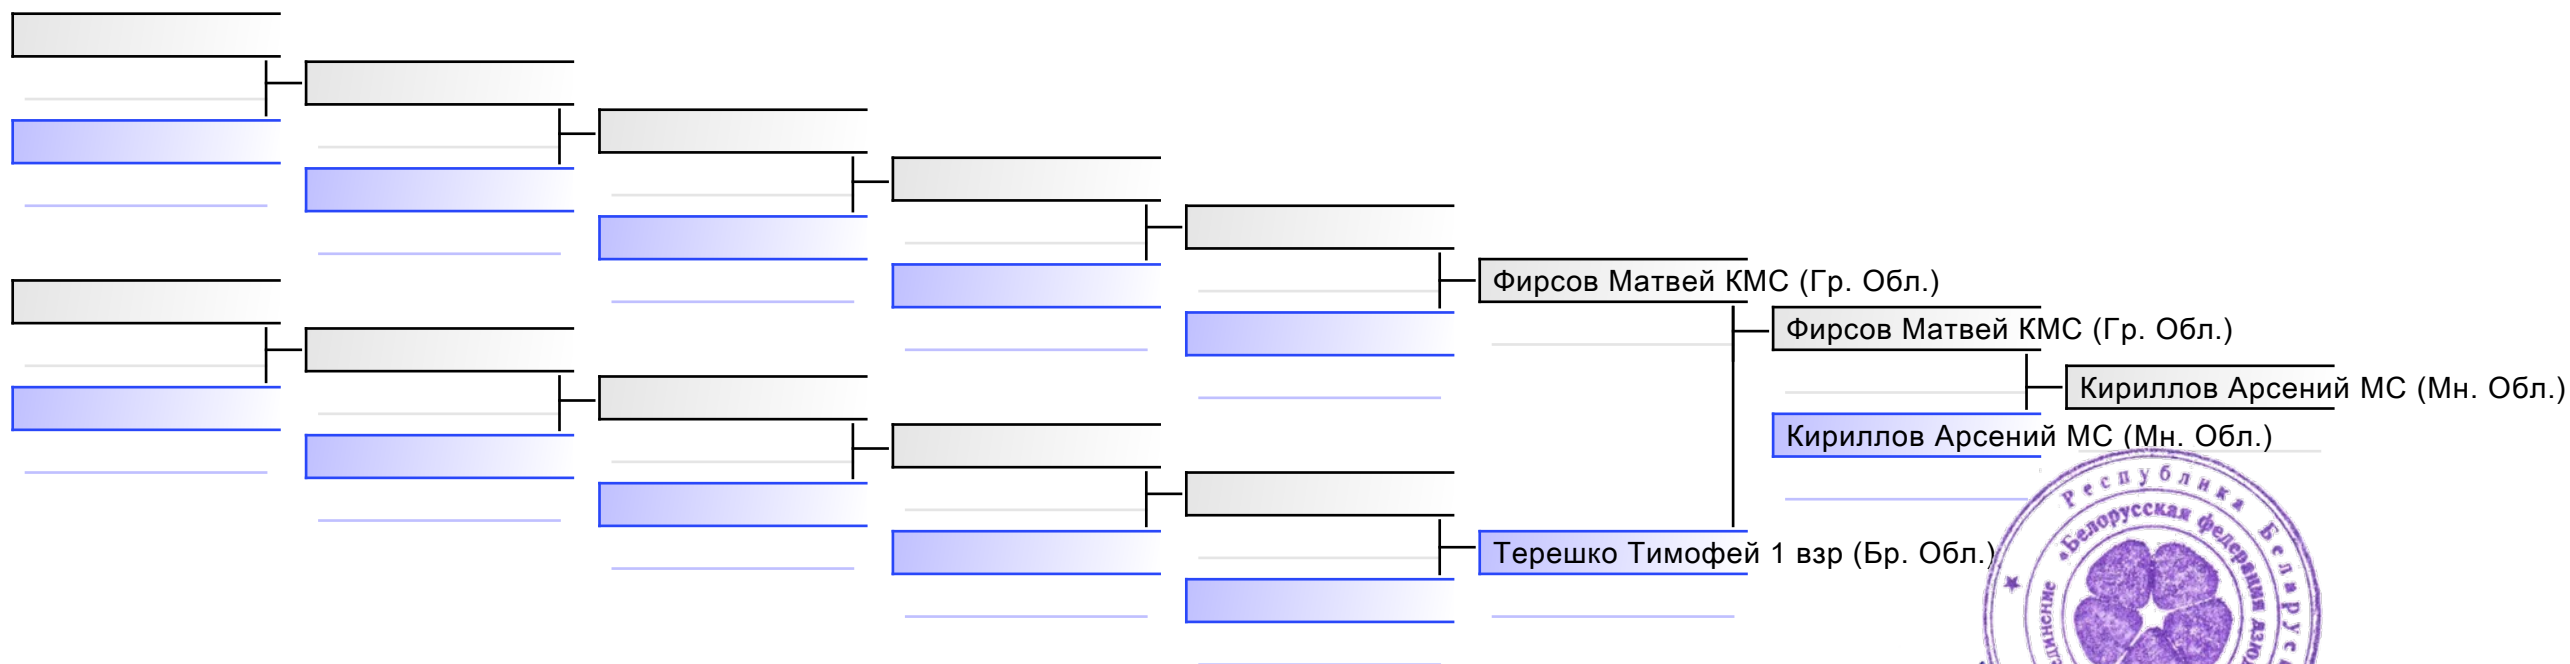 Фирсов Матвей КМС (Гр. Обл.)
Фирсов Матвей КМС (Гр. Обл.)
Кириллов Арсений МС (Мн. Обл.)
Кириллов Арсений МС (Мн. Обл.)
Терешко Тимофей 1 взр (Бр. Обл.)
Республика
«Белорусская федерация